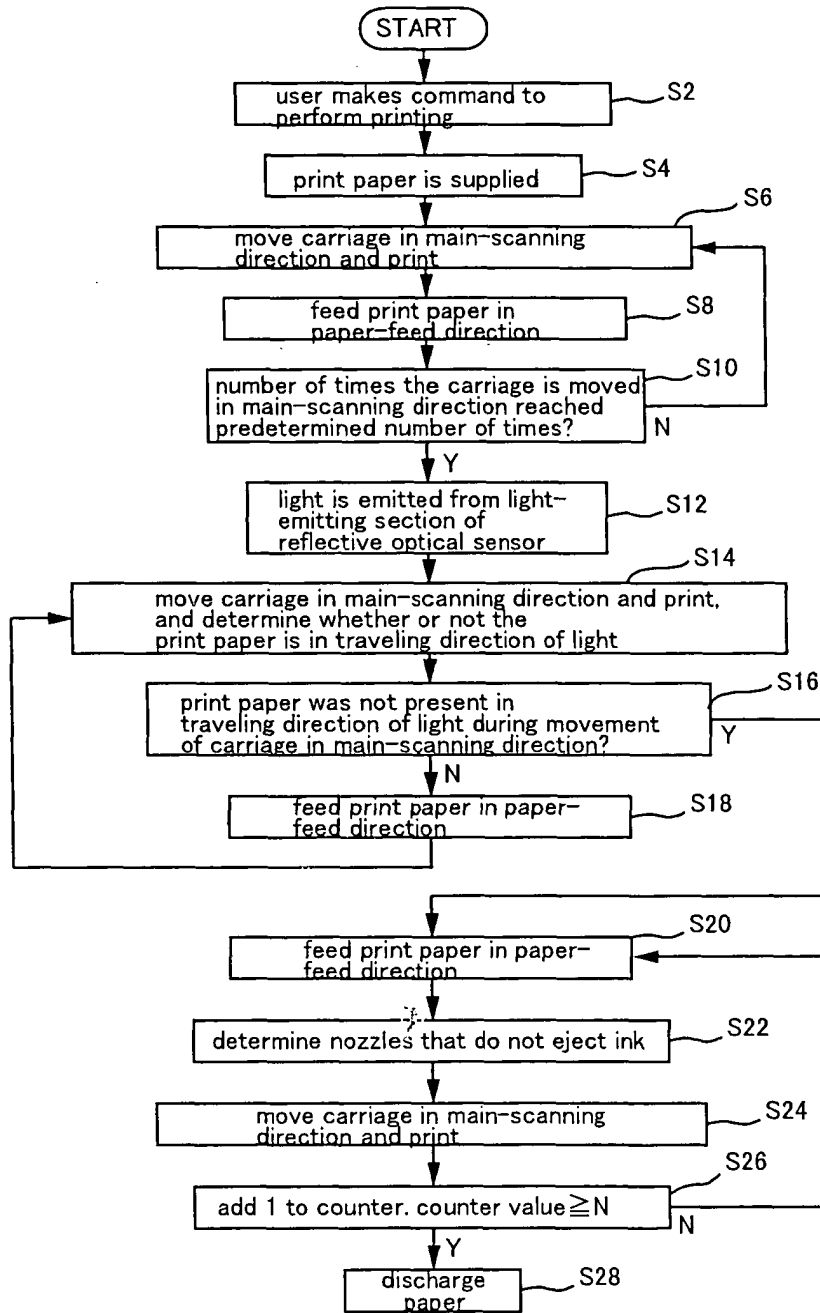 START
user makes command to
perform printing
S2
print paper is supplied
S4
S6
move carriage in main-scanning
direction and print
feed print paper in
paper-feed direction
S8
number of times the carriage is moved
in main-scanning direction reached
predetermined number of times?
S10
N
Y
light is emitted from light-
emitting section of
reflective optical sensor
S12
S14
move carriage in main-scanning direction and print,
and determine whether or not the
print paper is in traveling direction of light
print paper was not present in
traveling direction of light during movement
of carriage in main-scanning direction?
S16
Y
N
feed print paper in paper-
feed direction
S18
S20
feed print paper in paper-
feed direction
determine nozzles that do not eject ink
S22
move carriage in main-scanning
direction and print
S24
S26
add 1 to counter. counter value≧N
N
Y
discharge
paper
S28